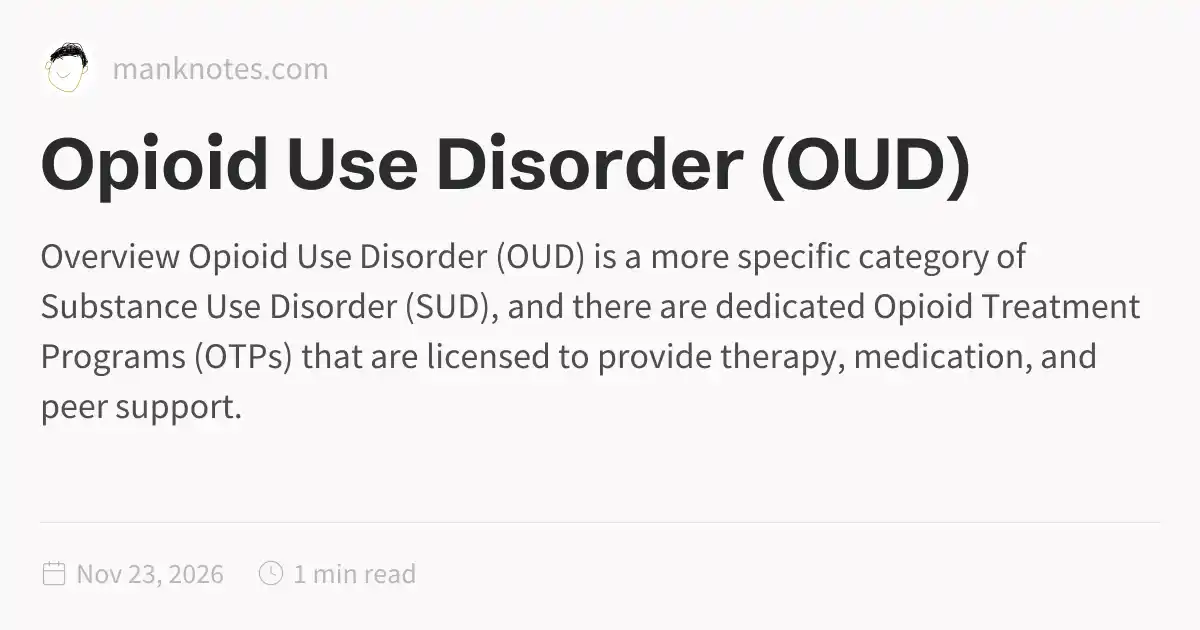 manknotes.com
Opioid Use Disorder (OUD)
Overview Opioid Use Disorder (OUD) is a more specific category of
Substance Use Disorder (SUD), and there are dedicated Opioid Treatment
Programs (OTPs) that are licensed to provide therapy, medication, and
peer support.
Nov 23, 2026
1 min read